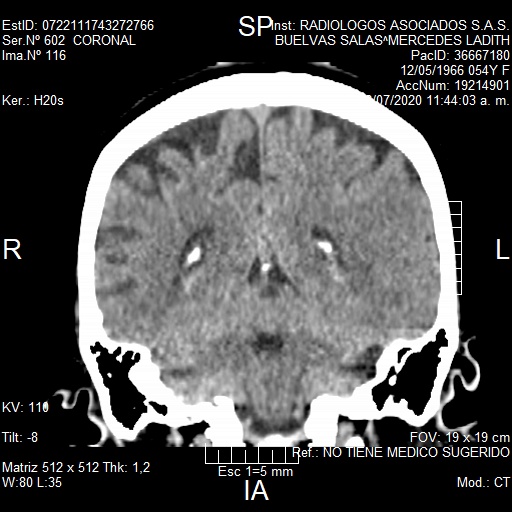 EstID: 0722111743272766
Ser.Nº 602 CORONAL
Ima.Nº 116
Ker.: H20s
SP
Inst: RADIOLOGOS ASOCIADOS S.A.S.
BUELVAS SALAS^MERCEDES LADITH
PacID: 36667180
12/05/1966 054Y F
AccNum: 19214901
/07/2020 11:44:03 a. m.
R
L
KV: 110
Tilt: -8
Matriz 512 x 512 Thk: 1,2
W:80 L:35
Esc 1=5 mm
IA
FOV: 19 x 19 cm
Ref.: NO TIENE MEDICO SUGERIDO
Mod.: CT